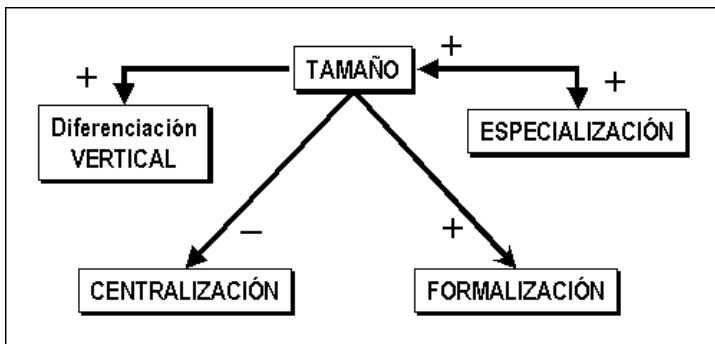 TAMAÑO
+
+
+
Diferenciación
VERTICAL
ESPECIALIZACIÓN
–
+
CENTRALIZACIÓN
FORMALIZACIÓN